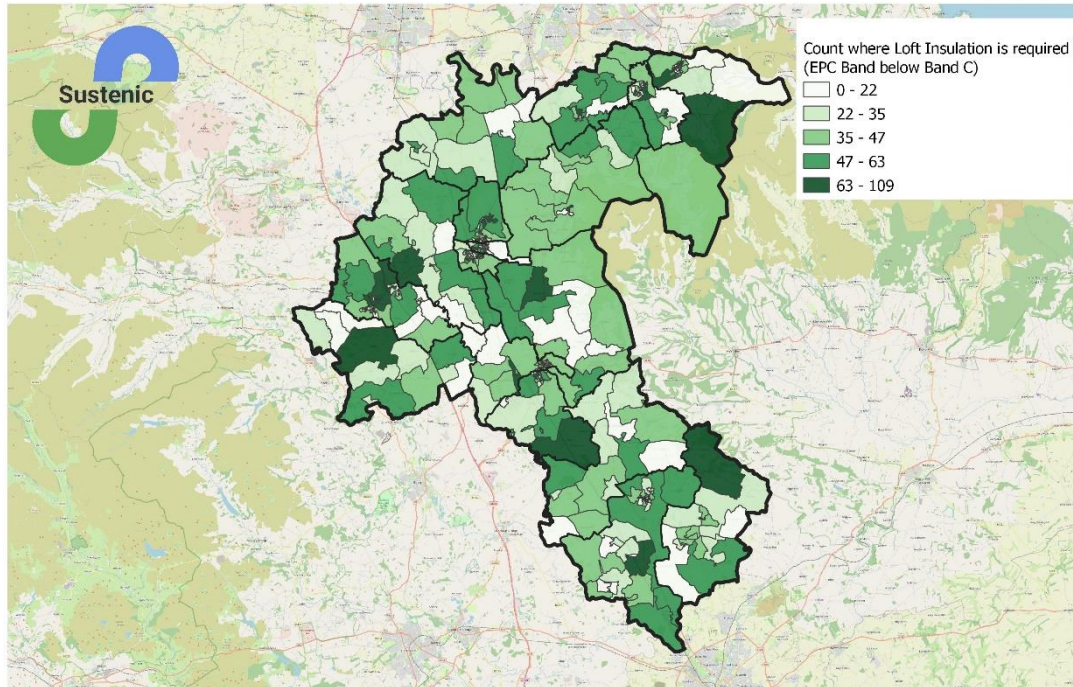 Sustenic
Count where Loft Insulation is required
(EPC Band below Band C)
0 - 22
22 - 35
35 - 47
47 - 63
63 - 109